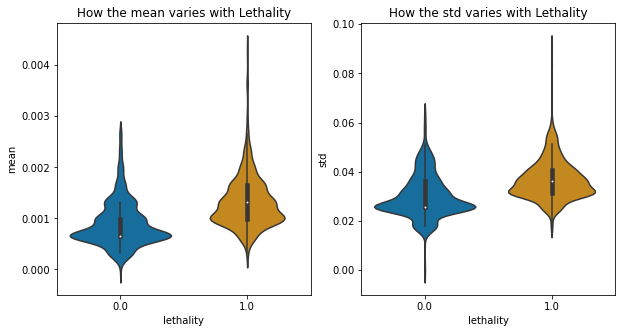 How the mean varies with Lethality
mean
0.004
0.003
0.002
0.001
0.000
0.0 1.0
lethality
How the std varies with Lethality
std
0.10
0.08
0.06
0.04
0.02
0.00
0.0 1.0
lethality